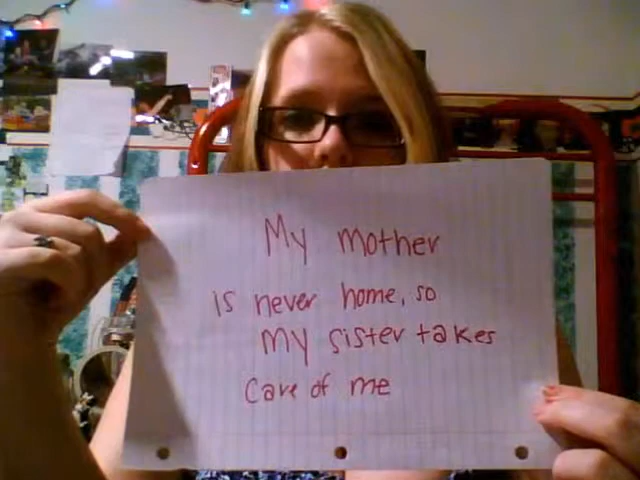 My mother
is never home, so
My sister takes
Care of me